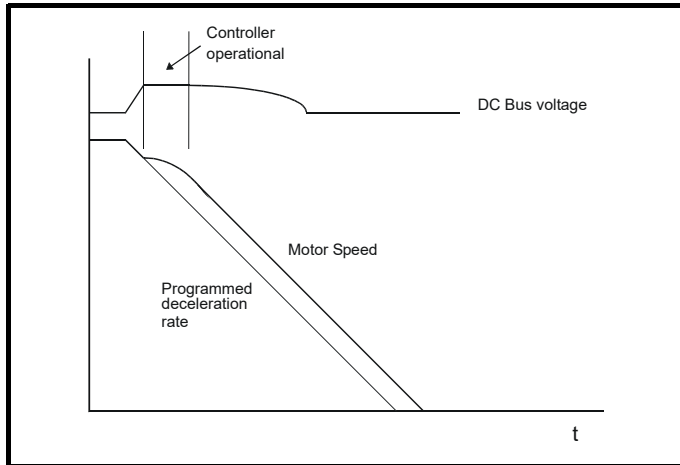 Controller
operational
DC Bus voltage
Motor Speed
Programmed
deceleration
rate
t